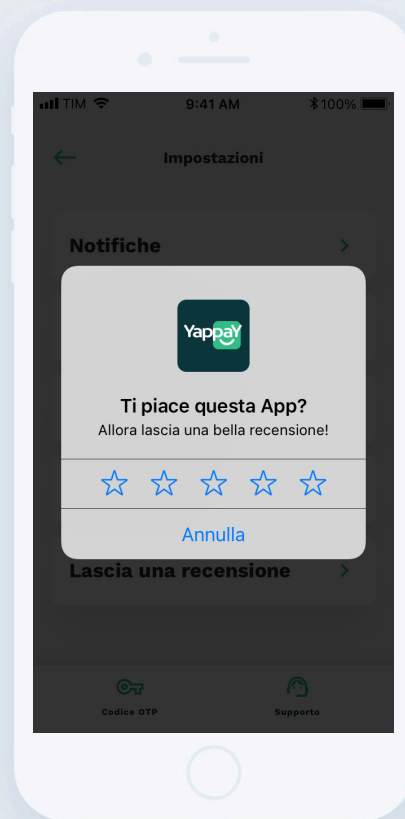 TIM 9:41 AM 100%
Impostazioni
Notifiche
YappaY
Ti piace questa App?
Allora lascia una bella recensione!
Annulla
Lascia una recensione
Codice OTP Supporto